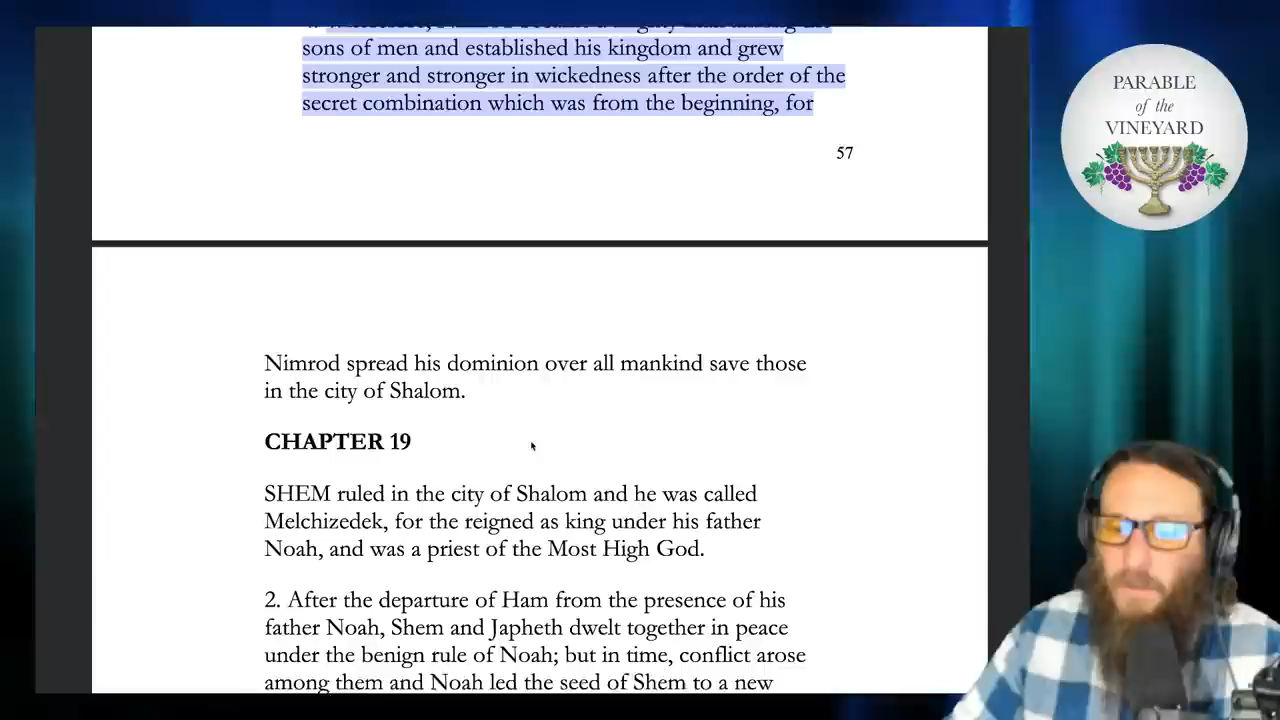 sons of men and established his kingdom and grew
stronger and stronger in wickedness after the order of the
secret combination which was from the beginning, for
57
Nimrod spread his dominion over all mankind save those
in the city of Shalom.
CHAPTER 19
SHEM ruled in the city of Shalom and he was called
Melchizedek, for the reigned as king under his father
Noah, and was a priest of the Most High God.
2. After the departure of Ham from the presence of his
father Noah, Shem and Japheth dwelt together in peace
under the benign rule of Noah; but in time, conflict arose
among them and Noah led the seed of Shem to a new
PARABLE
of the
VINEYARD